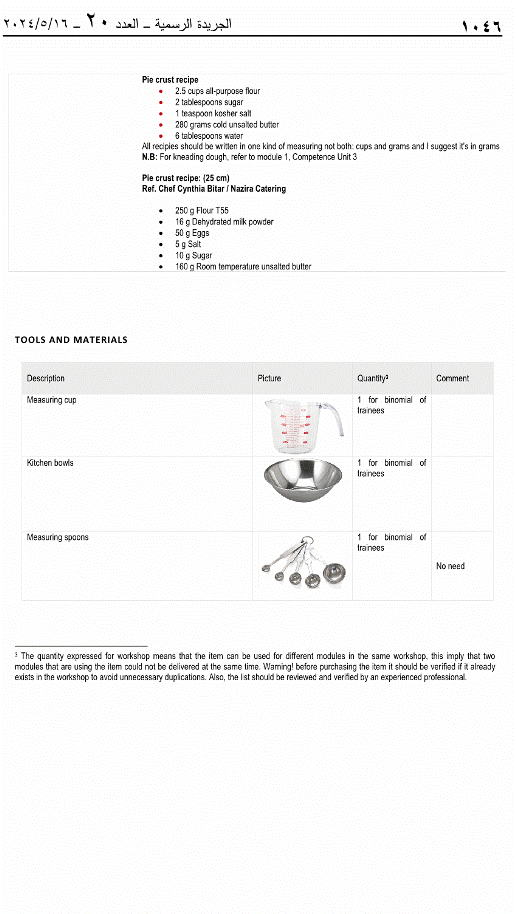 ١٠٤٦
الجريدة الرسمية – العدد ٢٠ – ٢٠٢٤/٥/١٦
Pie crust recipe
• 2.5 cups all-purpose flour
• 2 tablespoons sugar
• 1 teaspoon kosher salt
• 280 grams cold unsalted butter
• 6 tablespoons water
All recipies should be written in one kind of measuring not both: cups and grams and I suggest it's in grams
N.B: For kneading dough, refer to module 1, Competence Unit 3
Pie crust recipe: (25 cm)
Ref. Chef Cynthia Bitar / Nazira Catering
• 250 g Flour T55
• 16 g Dehydrated milk powder
• 50 g Eggs
• 5 g Salt
• 10 g Sugar
• 160 g Room temperature unsalted butter
TOOLS AND MATERIALS
Description Picture Quantity³ Comment
Measuring cup 1 for binomial of
trainees
Kitchen bowls 1 for binomial of
trainees
Measuring spoons 1 for binomial of
trainees
No need
³ The quantity expressed for workshop means that the item can be used for different modules in the same workshop, this imply that two
modules that are using the item could not be delivered at the same time. Warning! before purchasing the item it should be verified if it already
exists in the workshop to avoid unnecessary duplications. Also, the list should be reviewed and verified by an experienced professional.